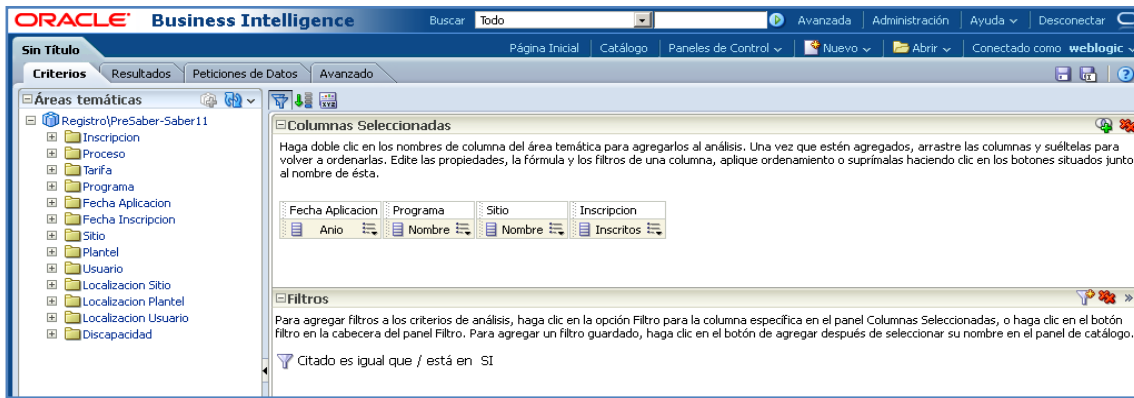 ORACLE Business Intelligence
Buscar Todo Avanzada Administración Ayuda Desconectar
Sin Título
Página Inicial Catálogo Paneles de Control Nuevo Abrir Conectado como weblogic
Criterios Resultados Peticiones de Datos Avanzado
Áreas temáticas
Registro\PreSaber-Saber11
Inscripcion
Proceso
Tarifa
Programa
Fecha Aplicacion
Fecha Inscripcion
Sitio
Plantel
Usuario
Localizacion Sitio
Localizacion Plantel
Localizacion Usuario
Discapacidad
Columnas Seleccionadas
Haga doble clic en los nombres de columna del área temática para agregarlos al análisis. Una vez que estén agregados, arrastre las columnas y suéltelas para
volver a ordenarlas. Edite las propiedades, la fórmula y los filtros de una columna, aplique ordenamiento o suprímalas haciendo clic en los botones situados junto
al nombre de ésta.
Fecha Aplicacion Programa Sitio Inscripcion
Anio Nombre Nombre Inscritos
Filtros
Para agregar filtros a los criterios de análisis, haga clic en la opción Filtro para la columna específica en el panel Columnas Seleccionadas, o haga clic en el botón
filtro en la cabecera del panel Filtro. Para agregar un filtro guardado, haga clic en el botón de agregar después de seleccionar su nombre en el panel de catálogo.
Citado es igual que / está en SI